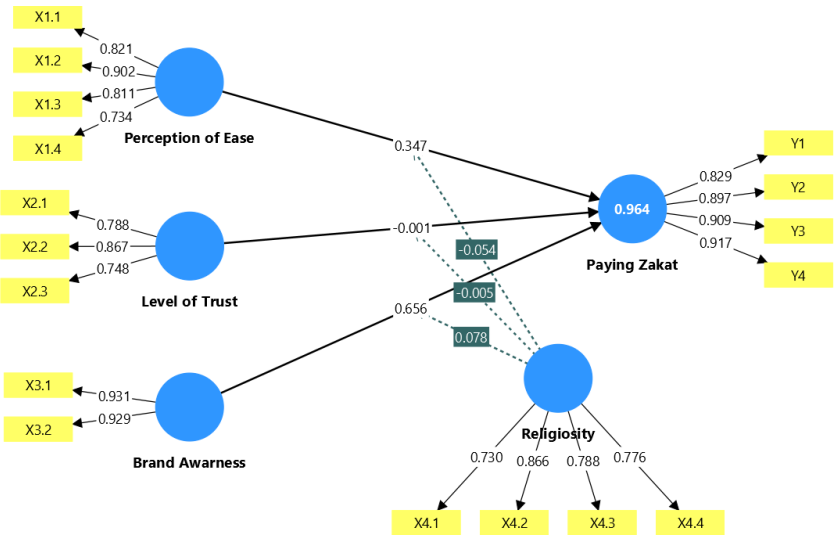 X1.1
0.821
X1.2
0.902
X1.3
0.811
X1.4
0.734
Perception of Ease
X2.1
0.788
X2.2
0.867
X2.3
0.748
Level of Trust
X3.1
0.931
X3.2
0.929
Brand Awarness
0.347
-0.001
0.656
-0.054
-0.005
0.078
0.964
Paying Zakat
Y1
0.829
Y2
0.897
Y3
0.909
Y4
0.917
Religiosity
0.730
0.866
0.788
0.776
X4.1
X4.2
X4.3
X4.4